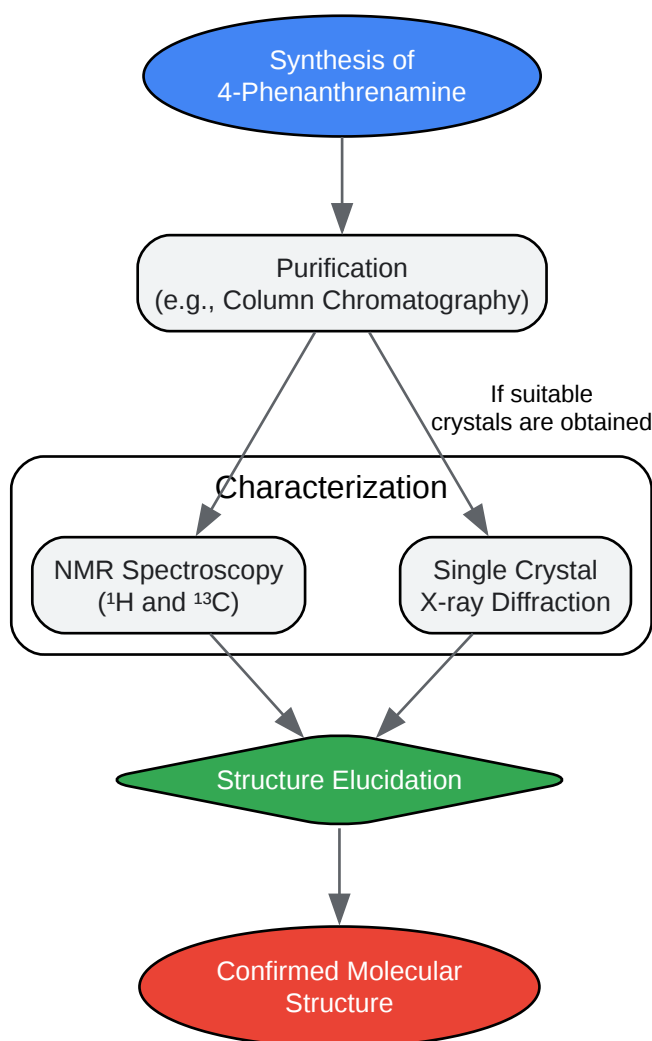 Synthesis of
4-Phenanthrenamine
Purification
(e.g., Column Chromatography)
If suitable
crystals are obtained
Characterization
NMR Spectroscopy
(¹H and ¹³C)
Single Crystal
X-ray Diffraction
Structure Elucidation
Confirmed Molecular
Structure